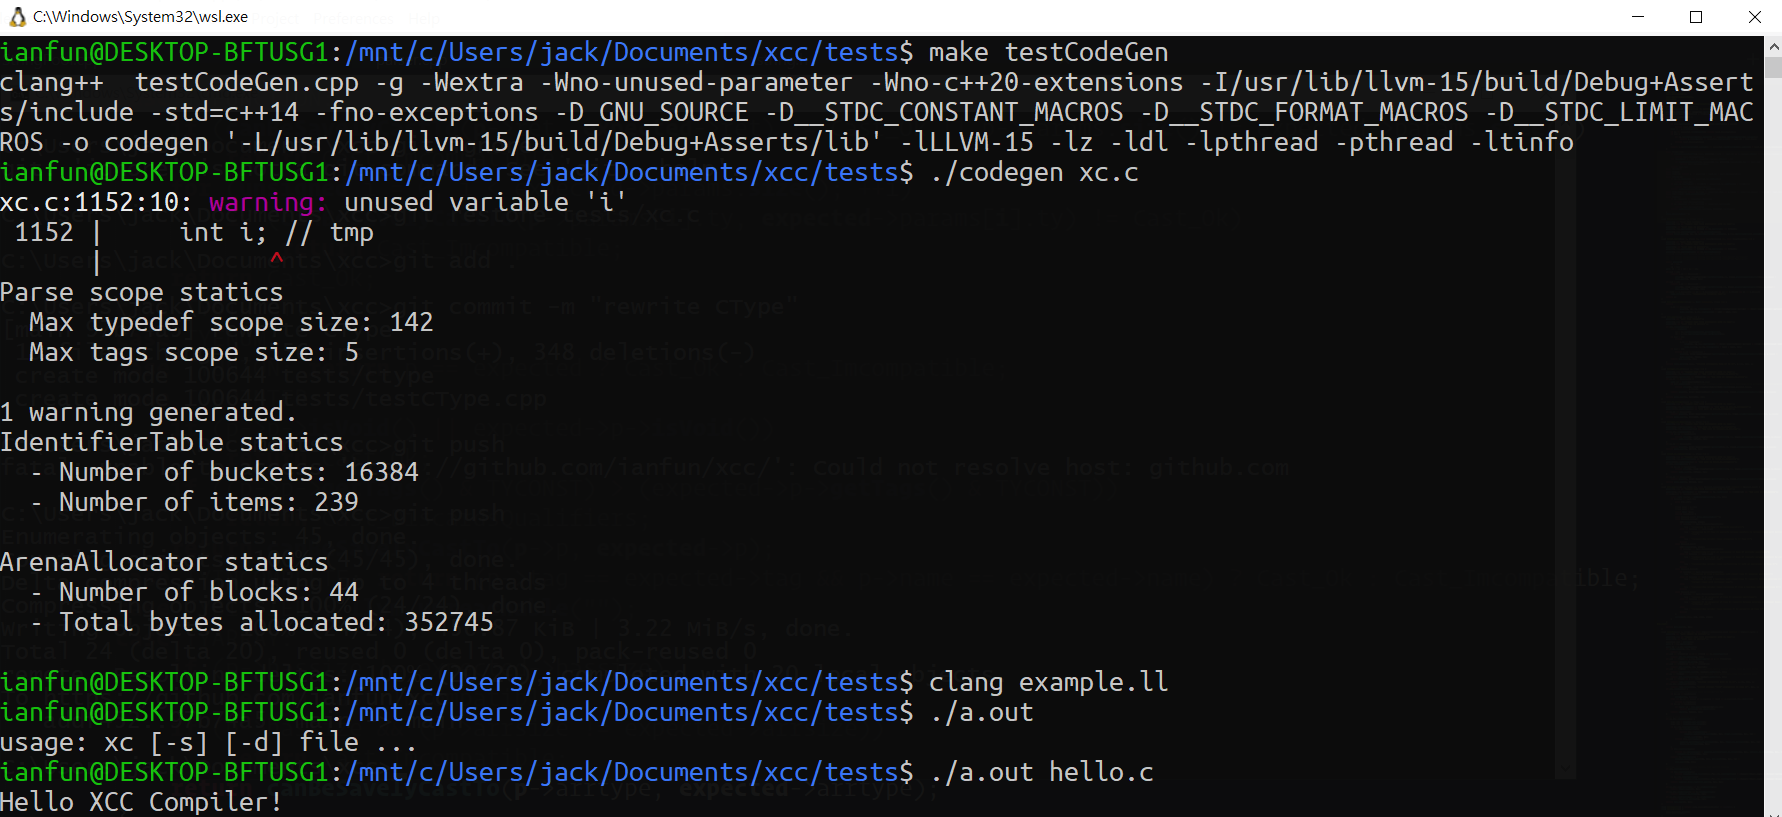 C:\Windows\System32\wsl.exe
ianfun@DESKTOP-BFTUSG1:/mnt/c/Users/jack/Documents/xcc/tests$ make testCodeGen
clang++  testCodeGen.cpp -g -Wextra -Wno-unused-parameter -Wno-c++20-extensions -I/usr/lib/llvm-15/build/Debug+Assert
s/include -std=c++14 -fno-exceptions -D_GNU_SOURCE -D__STDC_CONSTANT_MACROS -D__STDC_FORMAT_MACROS -D__STDC_LIMIT_MAC
ROS -o codegen '-L/usr/lib/llvm-15/build/Debug+Asserts/lib' -lLLVM-15 -lz -ldl -lpthread -pthread -ltinfo
ianfun@DESKTOP-BFTUSG1:/mnt/c/Users/jack/Documents/xcc/tests$ ./codegen xc.c
xc.c:1152:10: warning: unused variable 'i'
 1152 |     int i; // tmp
      |           ^
Parse scope statics
  Max typedef scope size: 142
  Max tags scope size: 5

1 warning generated.
IdentifierTable statics
  - Number of buckets: 16384
  - Number of items: 239

ArenaAllocator statics
  - Number of blocks: 44
  - Total bytes allocated: 352745

ianfun@DESKTOP-BFTUSG1:/mnt/c/Users/jack/Documents/xcc/tests$ clang example.ll
ianfun@DESKTOP-BFTUSG1:/mnt/c/Users/jack/Documents/xcc/tests$ ./a.out
usage: xc [-s] [-d] file ...
ianfun@DESKTOP-BFTUSG1:/mnt/c/Users/jack/Documents/xcc/tests$ ./a.out hello.c
Hello XCC Compiler!